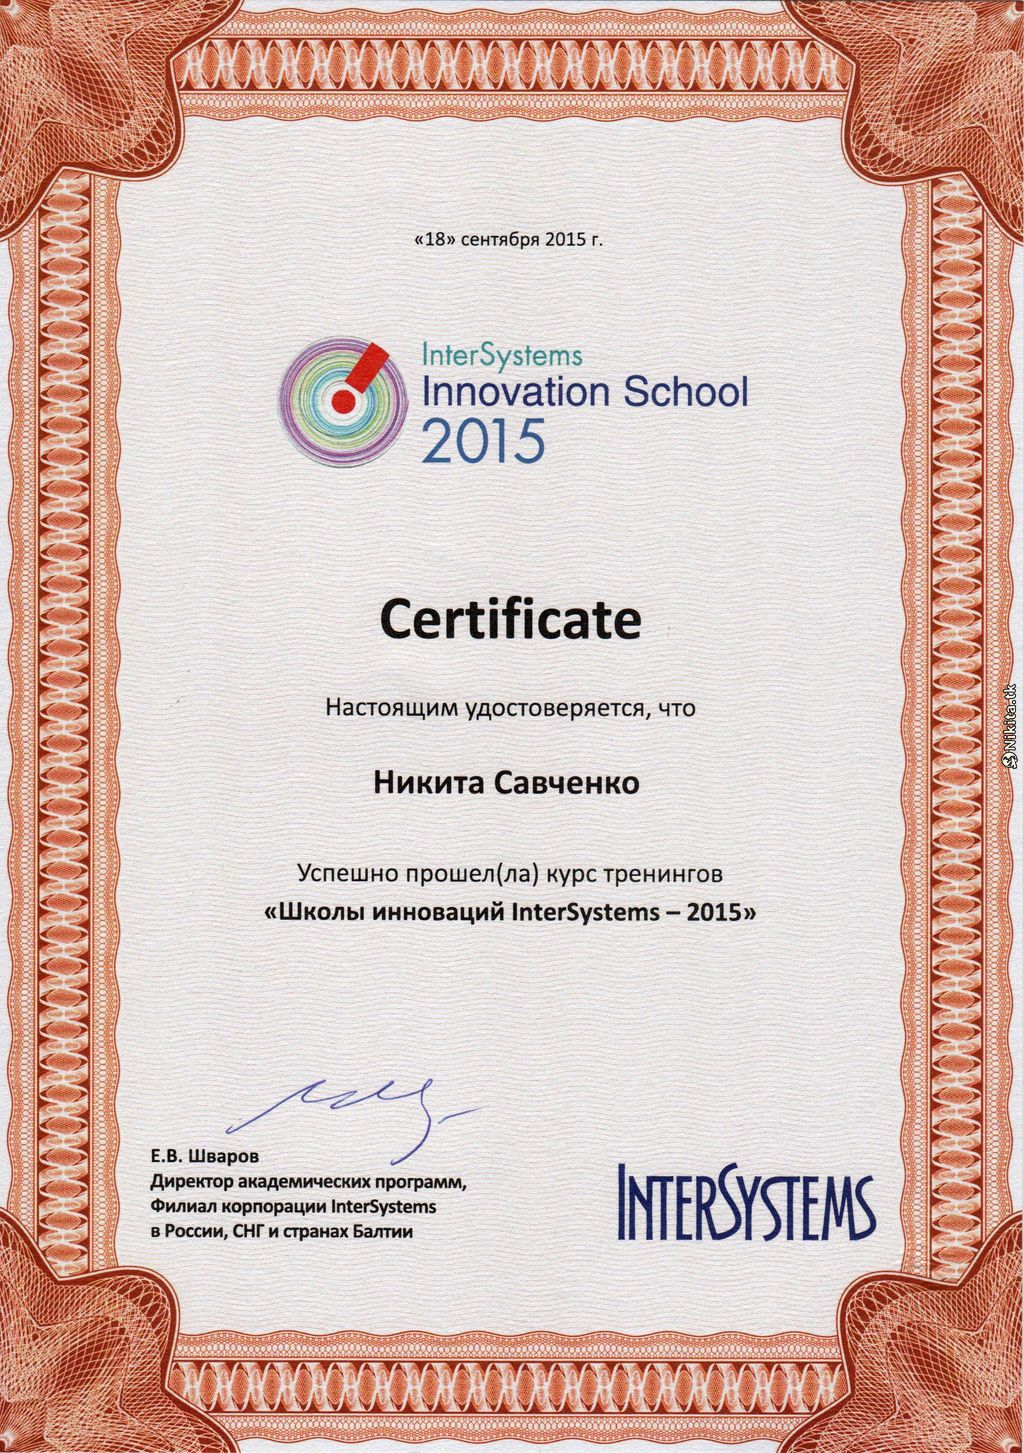 «18» сентября 2015 г.
InterSystems
Innovation School
2015
Certificate
Настоящим удостоверяется, что
Никита Савченко
Успешно прошел(ла) курс тренингов
«Школы инноваций InterSystems – 2015»
Е.В. Шваров
Директор академических программ,
Филиал корпорации InterSystems
в России, СНГ и странах Балтии
INTERSYSTEMS
Nikita.tk